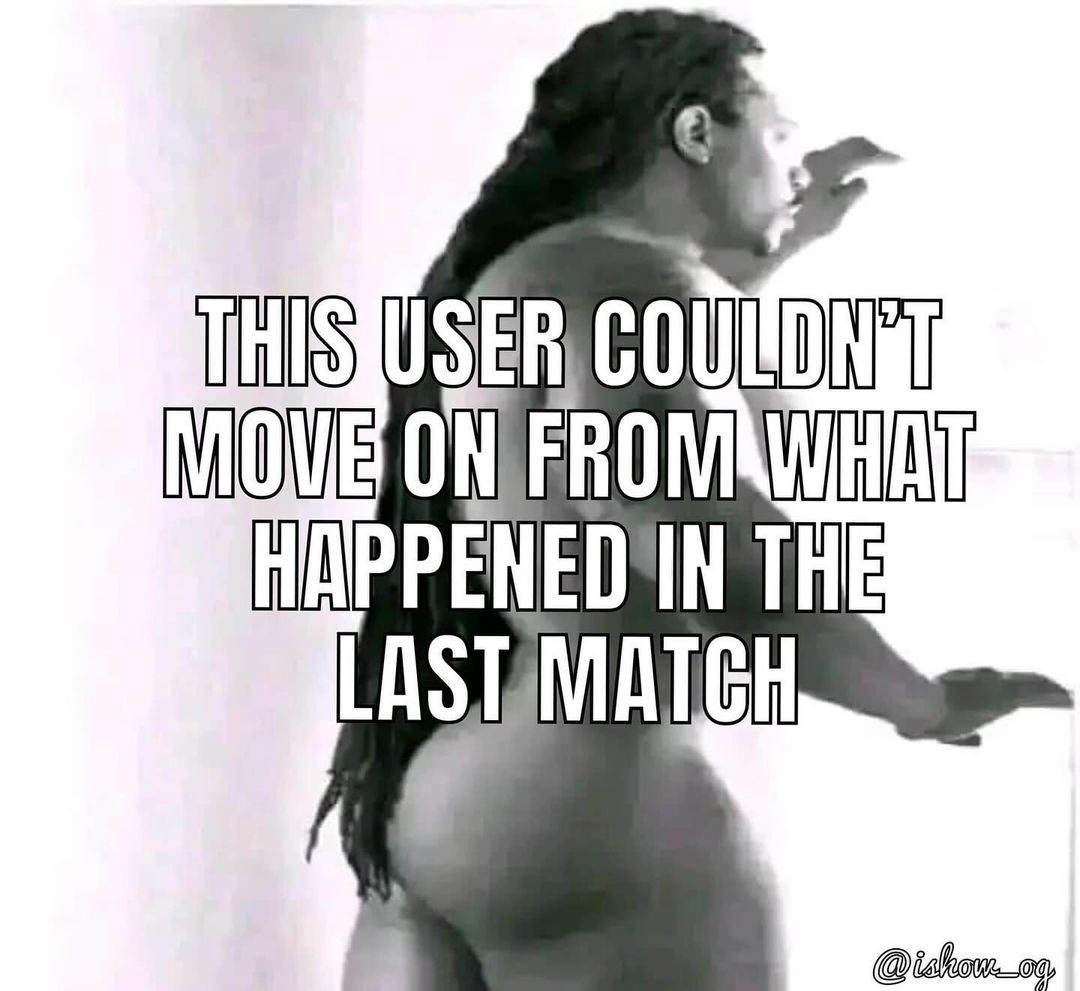 THIS USER COULDN'T
MOVE ON FROM WHAT
HAPPENED IN THE
LAST MATCH
@ishow_og